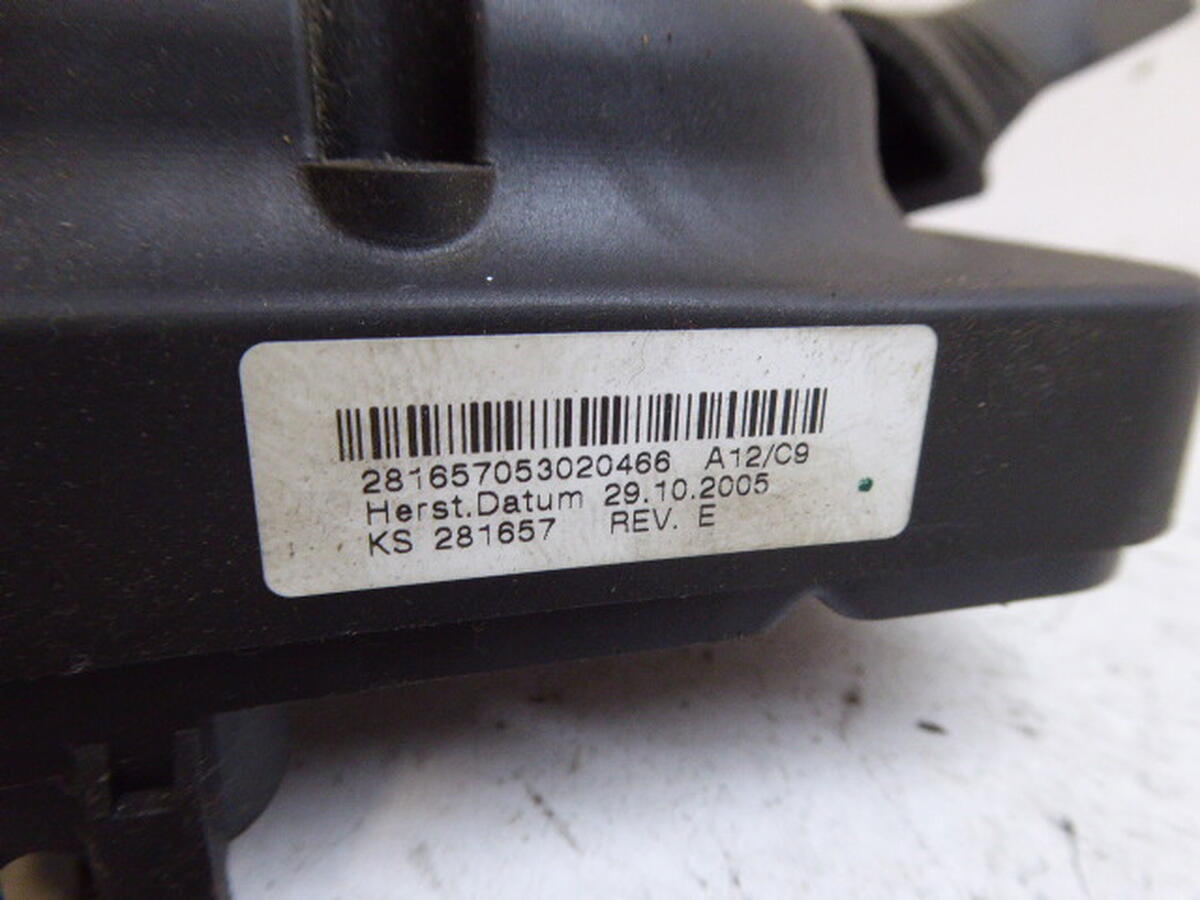 281657053020466 A12/C9
Herst.Datum 29.10.2005
KS 281657 REV. E